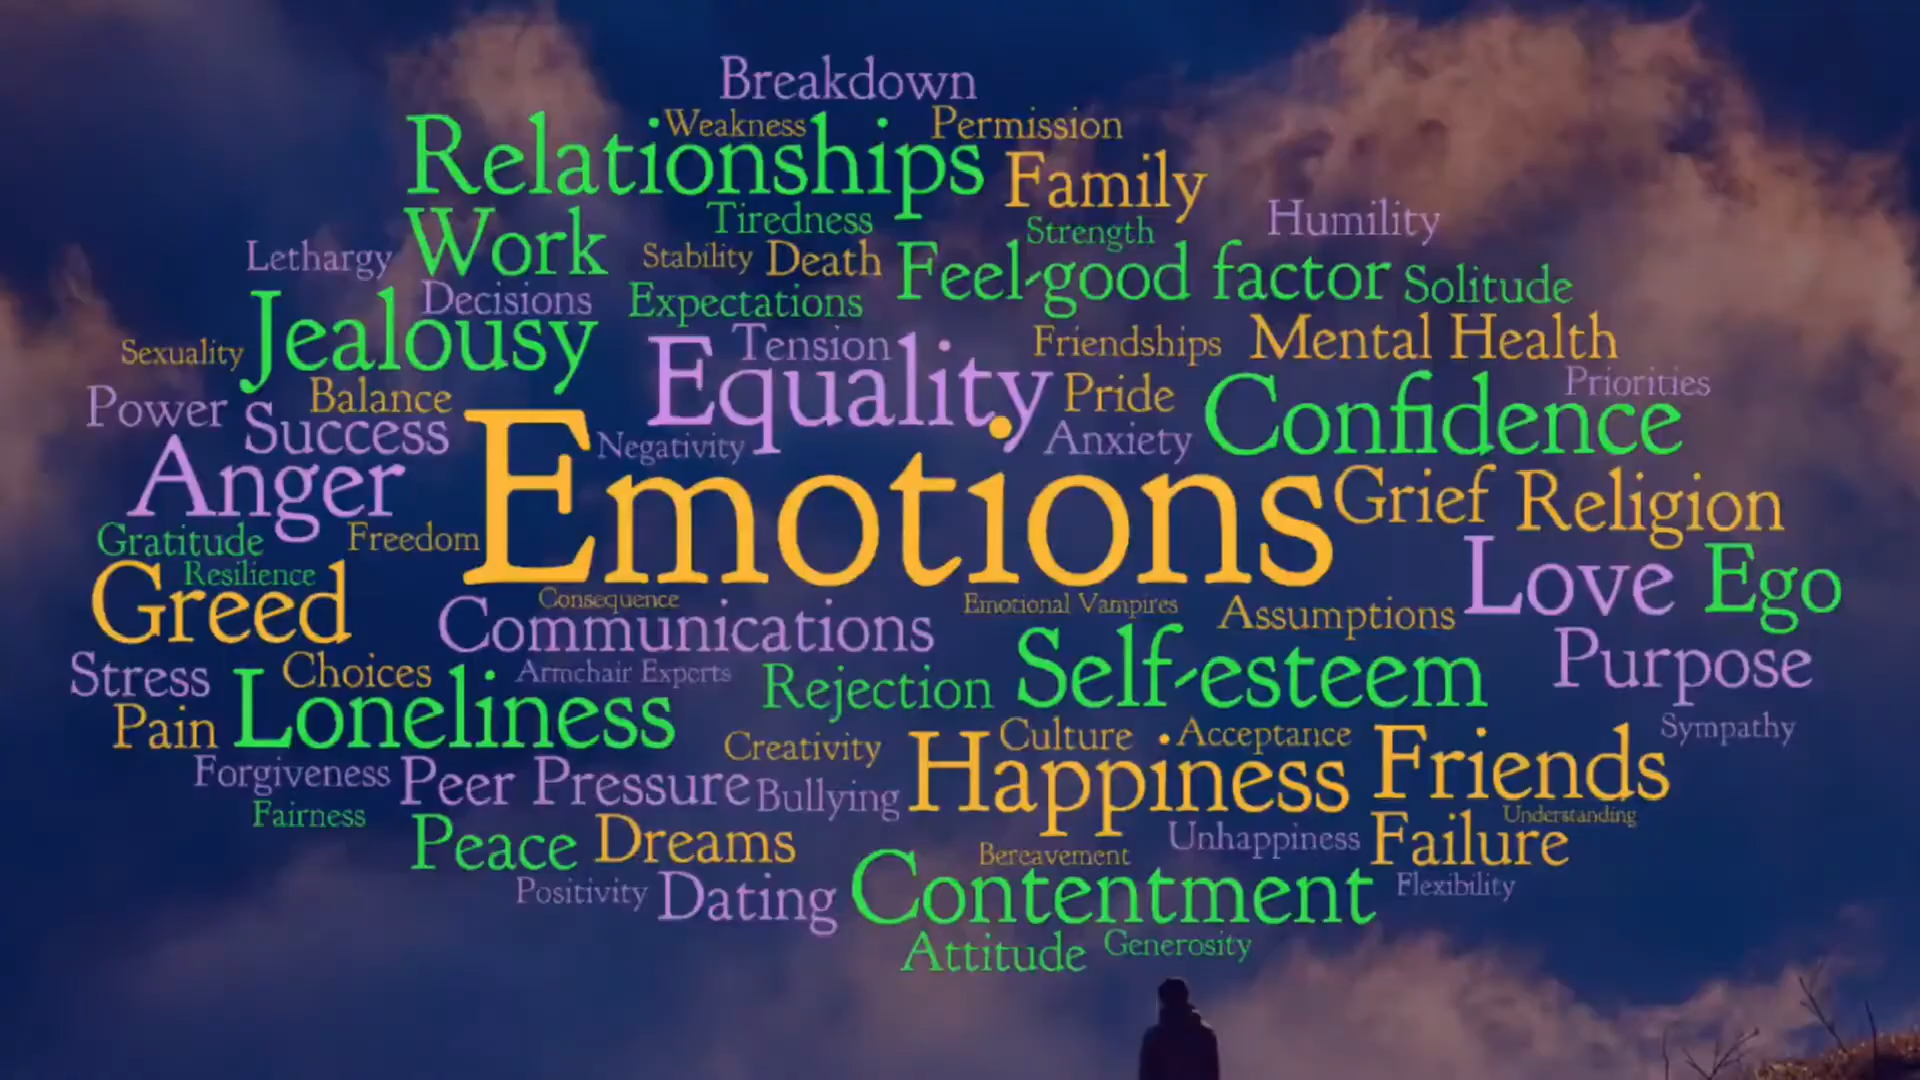 Breakdown
Weakness
Permission
Relationships
Family
Tiredness
Strength
Humility
Work
Lethargy
Stability
Death
Feel-good factor
Solitude
Decisions
Expectations
Jealousy
Tension
Friendships
Mental Health
Sexuality
Equality
Pride
Priorities
Balance
Power
Success
Confidence
Negativity
Anxiety
Anger
Emotions
Grief
Religion
Gratitude
Freedom
Resilience
Love
Ego
Greed
Consequence
Emotional Vampires
Assumptions
Communications
Purpose
Stress
Choices
Armchair Experts
Rejection
Self-esteem
Pain
Loneliness
Sympathy
Creativity
Culture
Acceptance
Happiness
Friends
Forgiveness
Peer Pressure
Bullying
Fairness
Understanding
Peace
Dreams
Bereavement
Unhappiness
Failure
Positivity
Dating
Contentment
Flexibility
Attitude
Generosity